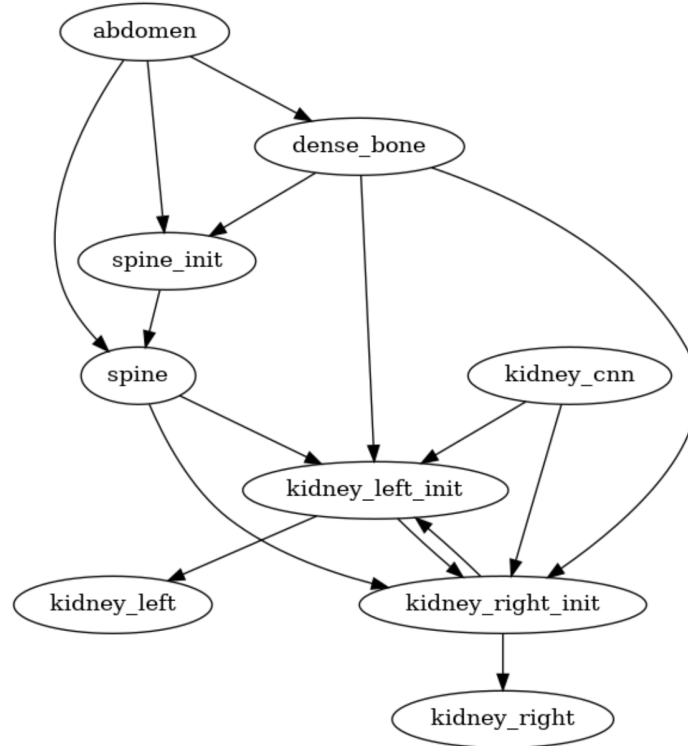 abdomen
dense_bone
spine_init
spine
kidney_cnn
kidney_left_init
kidney_left
kidney_right_init
kidney_right